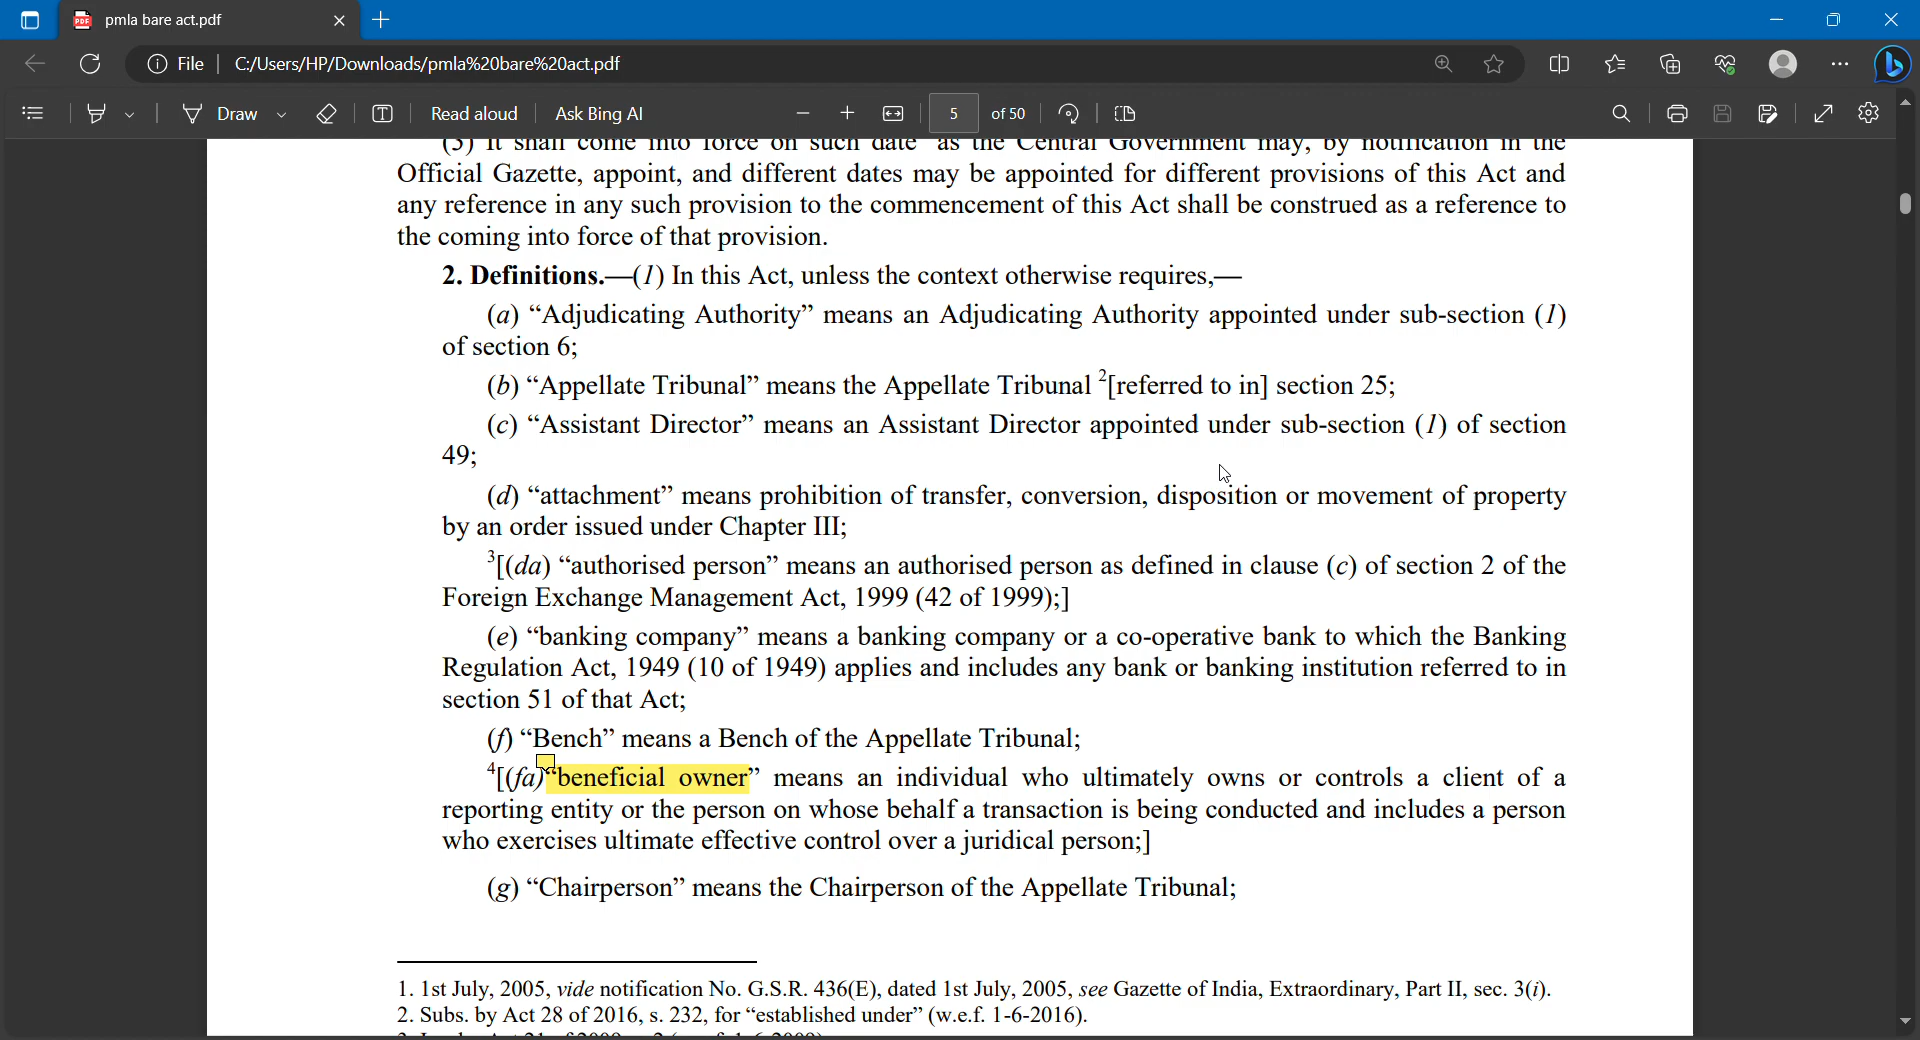 pmla bare act.pdf
File
C:/Users/HP/Downloads/pmla%20bare%20act.pdf
Draw
Read aloud
Ask Bing AI
5 of 50
(3) It shall come into force on such date as the Central Government may, by notification in the
Official Gazette, appoint, and different dates may be appointed for different provisions of this Act and
any reference in any such provision to the commencement of this Act shall be construed as a reference to
the coming into force of that provision.
2. Definitions.—(1) In this Act, unless the context otherwise requires,—
(a) “Adjudicating Authority” means an Adjudicating Authority appointed under sub-section (1)
of section 6;
(b) “Appellate Tribunal” means the Appellate Tribunal 2[referred to in] section 25;
(c) “Assistant Director” means an Assistant Director appointed under sub-section (1) of section
49;
(d) “attachment” means prohibition of transfer, conversion, disposition or movement of property
by an order issued under Chapter III;
3[(da) “authorised person” means an authorised person as defined in clause (c) of section 2 of the
Foreign Exchange Management Act, 1999 (42 of 1999);]
(e) “banking company” means a banking company or a co-operative bank to which the Banking
Regulation Act, 1949 (10 of 1949) applies and includes any bank or banking institution referred to in
section 51 of that Act;
(f) “Bench” means a Bench of the Appellate Tribunal;
4[(fa) “beneficial owner” means an individual who ultimately owns or controls a client of a
reporting entity or the person on whose behalf a transaction is being conducted and includes a person
who exercises ultimate effective control over a juridical person;]
(g) “Chairperson” means the Chairperson of the Appellate Tribunal;
1. 1st July, 2005, vide notification No. G.S.R. 436(E), dated 1st July, 2005, see Gazette of India, Extraordinary, Part II, sec. 3(i).
2. Subs. by Act 28 of 2016, s. 232, for “established under” (w.e.f. 1-6-2016).